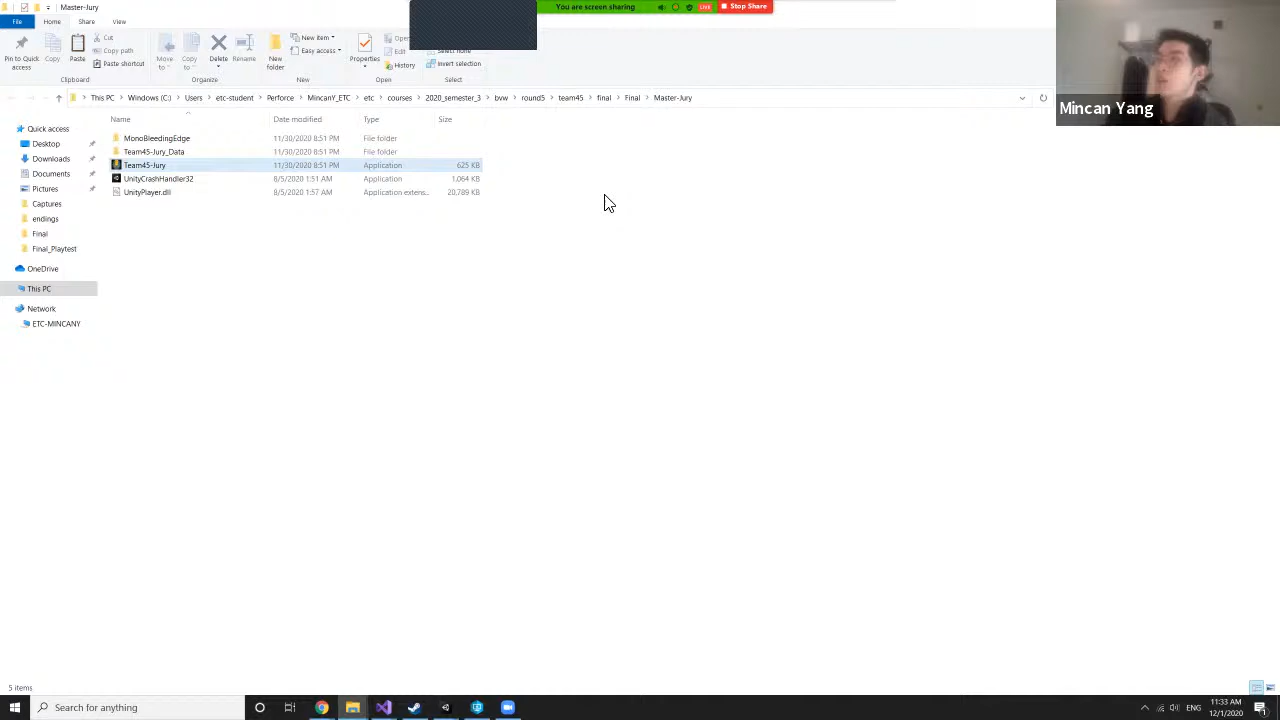 Master-Jury
You are screen sharing
LIVE
Stop Share
File Home Share View
Pin to Quick access
Copy
Paste
Cut
Copy path
Paste shortcut
Clipboard
Move to
Copy to
Delete
Rename
Organize
New folder
New item
Easy access
New
Properties
Open
Edit
History
Open
Select none
Invert selection
Select
This PC Windows (C:) Users etc-student Perforce MincanY_ETC etc courses 2020_semester_3 bvw round5 team45 final Final Master-Jury
Name Date modified Type Size
MonoBleedingEdge 11/30/2020 8:51 PM File folder
Team45-Jury_Data 11/30/2020 8:51 PM File folder
Team45-Jury 11/30/2020 8:51 PM Application 625 KB
UnityCrashHandler32 8/5/2020 1:51 AM Application 1,064 KB
UnityPlayer.dll 8/5/2020 1:57 AM Application extens... 20,789 KB
Quick access
Desktop
Downloads
Documents
Pictures
Captures
endings
Final
Final_Playtest
OneDrive
This PC
Network
ETC-MINCANY
Mincan Yang
5 items
Search for anything
ENG
11:33 AM
12/1/2020